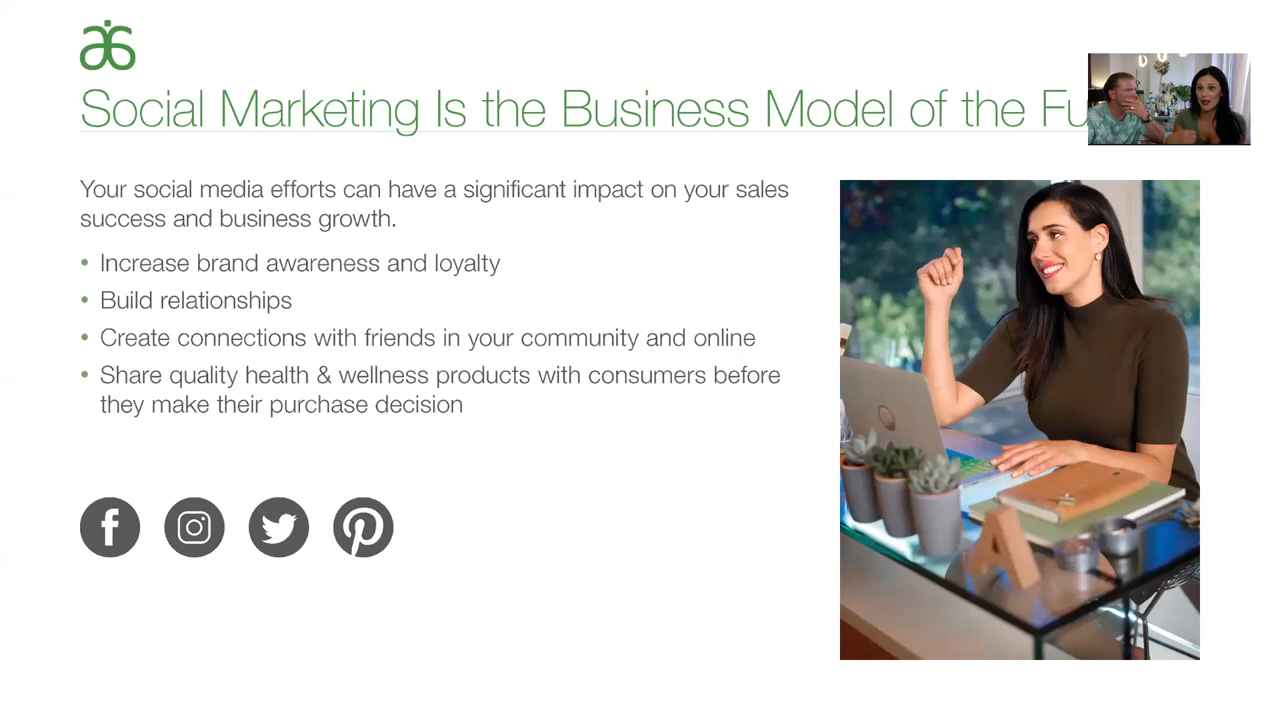 Social Marketing Is the Business Model of the Fu
Your social media efforts can have a significant impact on your sales
success and business growth.
• Increase brand awareness and loyalty
• Build relationships
• Create connections with friends in your community and online
• Share quality health & wellness products with consumers before
they make their purchase decision
A